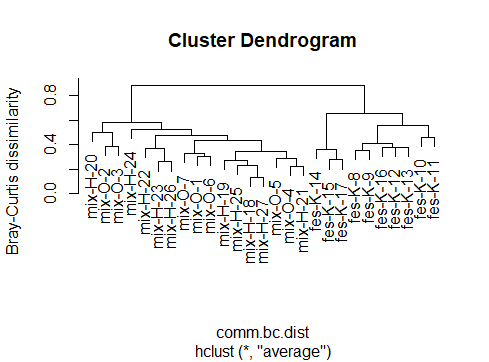 Cluster Dendrogram
Bray-Curtis dissimilarity
0.8
0.4
0.0
mix-H-20
mix-O-2
mix-O-3
mix-H-24
mix-H-22
mix-H-23
mix-H-26
mix-O-7
mix-O-1
mix-O-6
mix-H-19
mix-H-25
mix-H-18
mix-H-27
mix-O-5
mix-O-4
mix-H-21
fes-K-14
fes-K-15
fes-K-17
fes-K-8
fes-K-9
fes-K-16
fes-K-13
fes-K-12
fes-K-10
fes-K-11
comm.bc.dist
hclust (*, "average")